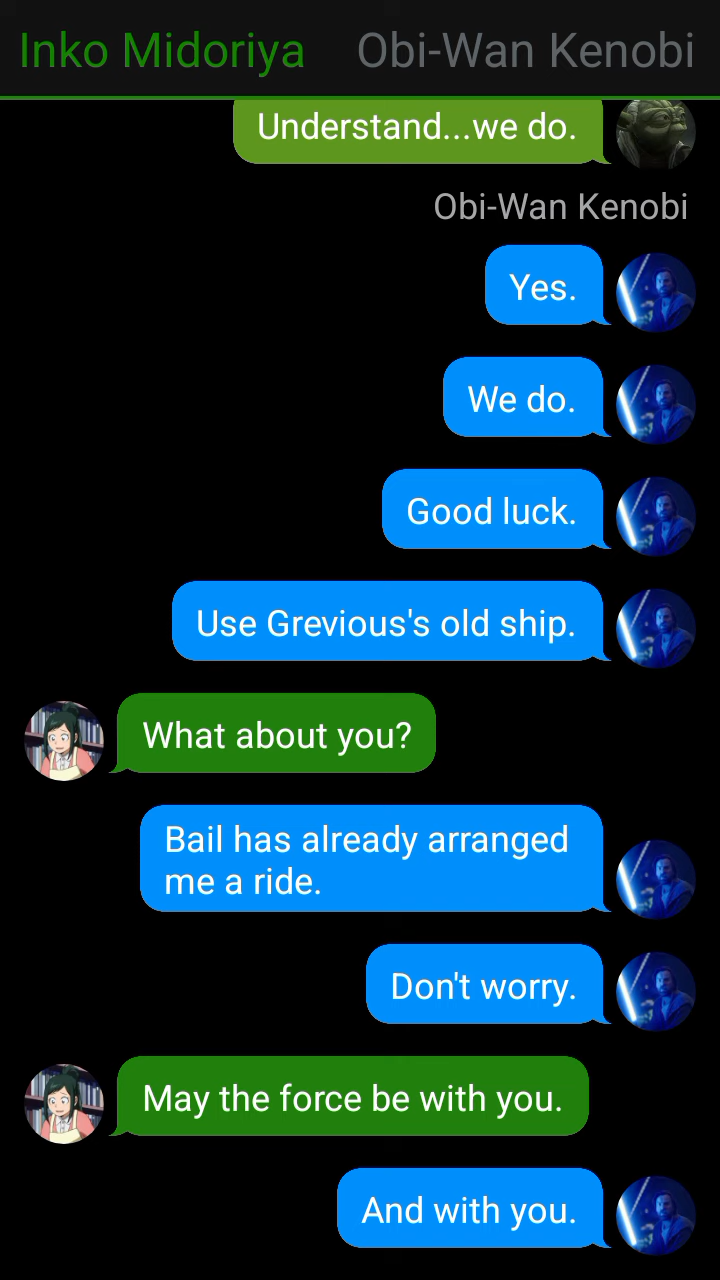 Inko Midoriya Obi-Wan Kenobi
Understand...we do.
Obi-Wan Kenobi
Yes.
We do.
Good luck.
Use Grevious's old ship.
What about you?
Bail has already arranged
me a ride.
Don't worry.
May the force be with you.
And with you.